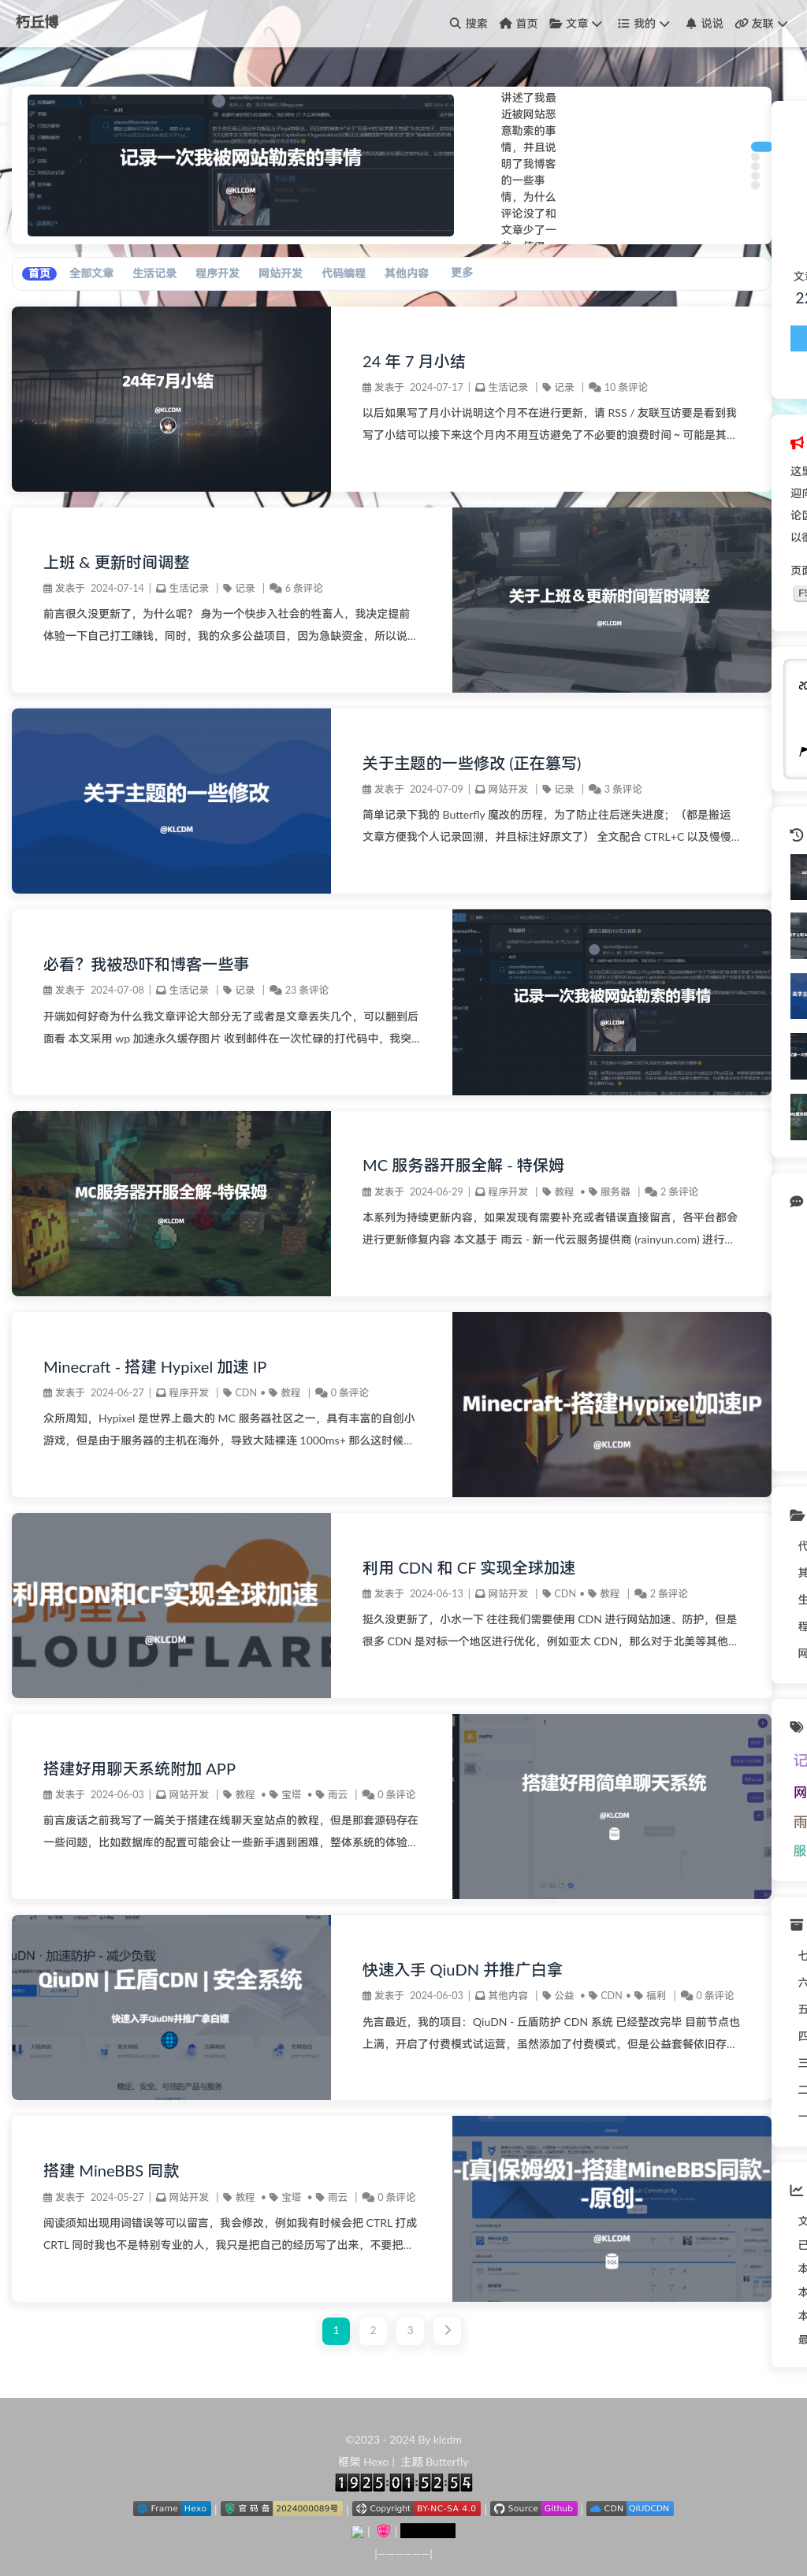 朽丘博
搜索 首页 文章 我的 说说 友联
记录一次我被网站勒索的事情
@KLCDM
讲述了我最
近被网站恶
意勒索的事
情，并且说
明了我博客
的一些事
情，为什么
评论没了和
文章少了一
首页 全部文章 生活记录 程序开发 网站开发 代码编程 其他内容 更多
24年7月小结
@KLCDM
24 年 7 月小结
发表于 2024-07-17 | 生活记录 | 记录 | 10 条评论
以后如果写了月小计说明这个月不在进行更新，请 RSS / 友联互访要是看到我
写了小结可以接下来这个月内不用互访避免了不必要的浪费时间 ~ 可能是其...
上班 & 更新时间调整
发表于 2024-07-14 | 生活记录 | 记录 | 6 条评论
前言很久没更新了，为什么呢？ 身为一个快步入社会的牲畜人，我决定提前
体验一下自己打工赚钱，同时，我的众多公益项目，因为急缺资金，所以说...
关于上班&更新时间暂时调整
@KLCDM
关于主题的一些修改
@KLCDM
关于主题的一些修改 (正在篡写)
发表于 2024-07-09 | 网站开发 | 记录 | 3 条评论
简单记录下我的 Butterfly 魔改的历程，为了防止往后迷失进度；（都是搬运
文章方便我个人记录回溯，并且标注好原文了） 全文配合 CTRL+C 以及慢慢...
必看？我被恐吓和博客一些事
发表于 2024-07-08 | 生活记录 | 记录 | 23 条评论
开端如何好奇为什么我文章评论大部分无了或者是文章丢失几个，可以翻到后
面看 本文采用 wp 加速永久缓存图片 收到邮件在一次忙碌的打代码中，我突...
记录一次我被网站勒索的事情
@KLCDM
MC服务器开服全解-特保姆
@KLCDM
MC 服务器开服全解 - 特保姆
发表于 2024-06-29 | 程序开发 | 教程 • 服务器 | 2 条评论
本系列为持续更新内容，如果发现有需要补充或者错误直接留言，各平台都会
进行更新修复内容 本文基于 雨云 - 新一代云服务提供商 (rainyun.com) 进行...
Minecraft - 搭建 Hypixel 加速 IP
发表于 2024-06-27 | 程序开发 | CDN • 教程 | 0 条评论
众所周知，Hypixel 是世界上最大的 MC 服务器社区之一，具有丰富的自创小
游戏，但是由于服务器的主机在海外，导致大陆裸连 1000ms+ 那么这时候...
Minecraft-搭建Hypixel加速IP
@KLCDM
利用CDN和CF实现全球加速
阿里云
LOUDFLARE
@KLCDM
利用 CDN 和 CF 实现全球加速
发表于 2024-06-13 | 网站开发 | CDN • 教程 | 2 条评论
挺久没更新了，小水一下 往往我们需要使用 CDN 进行网站加速、防护，但是
很多 CDN 是对标一个地区进行优化，例如亚太 CDN，那么对于北美等其他...
搭建好用聊天系统附加 APP
发表于 2024-06-03 | 网站开发 | 教程 • 宝塔 • 雨云 | 0 条评论
前言废话之前我写了一篇关于搭建在线聊天室站点的教程，但是那套源码存在
一些问题，比如数据库的配置可能会让一些新手遇到困难，整体系统的体验...
搭建好用简单聊天系统
@KLCDM
QiuDN | 丘盾CDN | 安全系统
快速入手QiuDN并推广白拿
快速入手 QiuDN 并推广白拿
发表于 2024-06-03 | 其他内容 | 公益 • CDN • 福利 | 0 条评论
先言最近，我的项目：QiuDN - 丘盾防护 CDN 系统 已经整改完毕 目前节点也
上满，开启了付费模式试运营，虽然添加了付费模式，但是公益套餐依旧存...
搭建 MineBBS 同款
发表于 2024-05-27 | 网站开发 | 教程 • 宝塔 • 雨云 | 0 条评论
阅读须知出现用词错误等可以留言，我会修改，例如我有时候会把 CTRL 打成
CRTL 同时我也不是特别专业的人，我只是把自己的经历写了出来，不要把...
-[真|保姆级]-搭建MineBBS同款-
-原创-
@KLCDM
1 2 3
©2023 - 2024 By klcdm
框架 Hexo | 主题 Butterfly
Frame Hexo | 官码备 2024000089号 | Copyright BY-NC-SA 4.0 | Source Github | CDN QIUDCDN